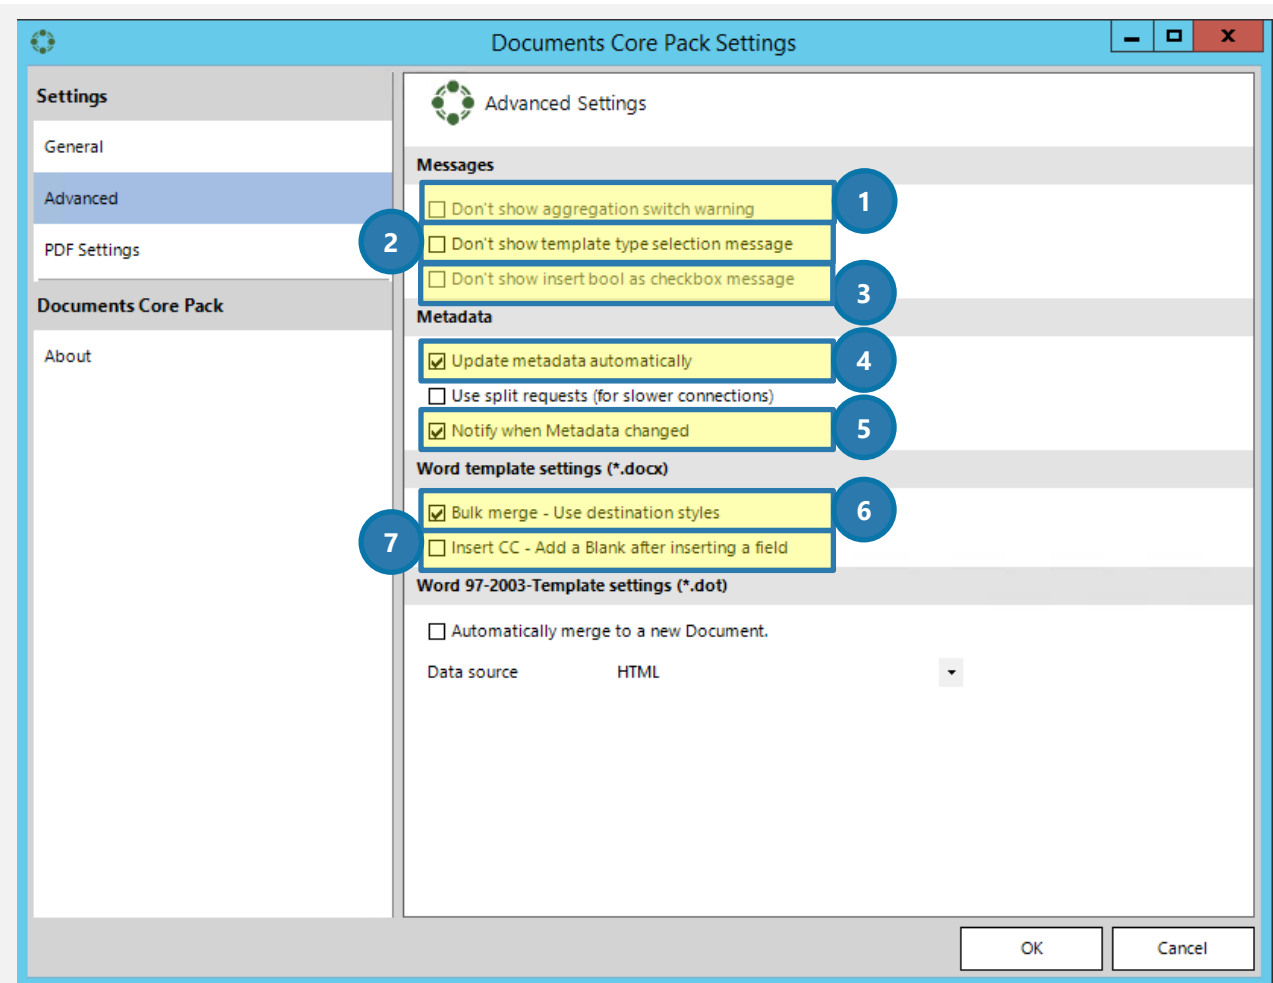 Documents Core Pack Settings
x
Settings
General
Advanced
PDF Settings
Documents Core Pack
About
Advanced Settings
Messages
Don't show aggregation switch warning
1
2
Don't show template type selection message
Don't show insert bool as checkbox message
3
Metadata
Update metadata automatically
4
Use split requests (for slower connections)
Notify when Metadata changed
5
Word template settings (*.docx)
Bulk merge - Use destination styles
6
7
Insert CC - Add a Blank after inserting a field
Word 97-2003-Template settings (*.dot)
Automatically merge to a new Document.
Data source HTML
OK Cancel